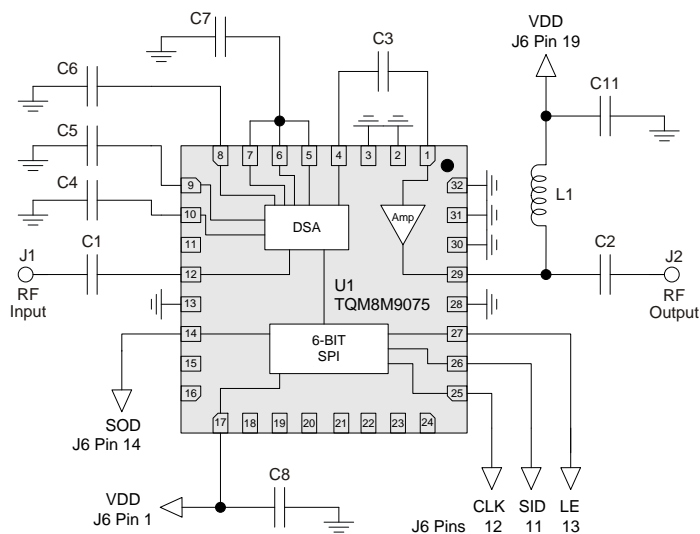 C7
VDD
J6 Pin 19
C3
C6
C11
C5
8
7
6
5
4
3
2
1
C4
9
32
10
DSA
Amp
31
L1
J1
C1
11
30
C2
J2
RF
Input
12
29
RF
Output
U1
TQM8M9075
13
28
14
6-BIT
SPI
27
15
26
16
25
SOD
J6 Pin 14
17
18
19
20
21
22
23
24
C8
VDD
J6 Pin 1
CLK
SID
LE
J6 Pins
12
11
13